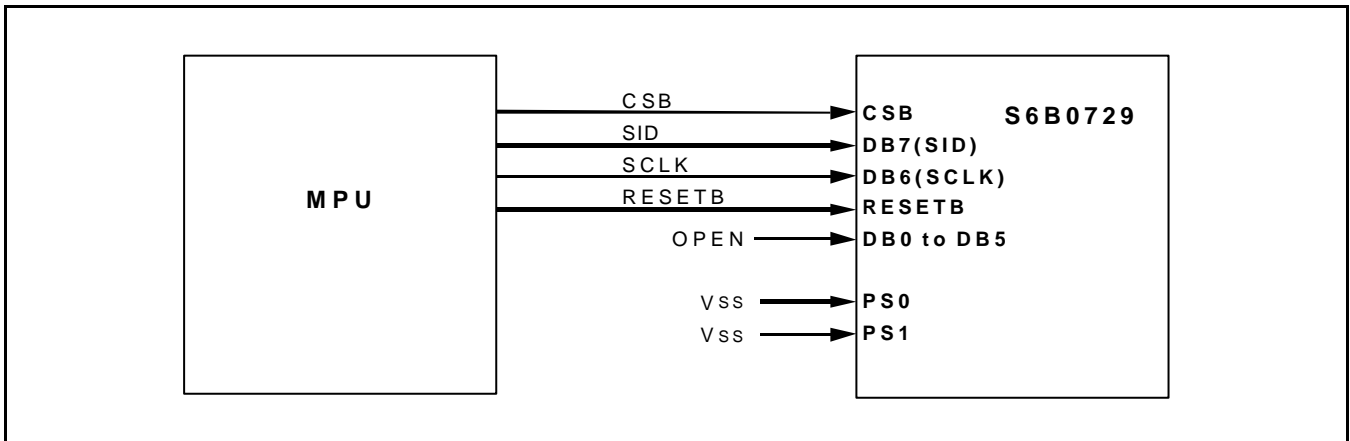 MPU
CSB
SID
SCLK
RESETB
OPEN
VSS
VSS
S6B0729
CSB
DB7(SID)
DB6(SCLK)
RESETB
DB0 to DB5
PS0
PS1